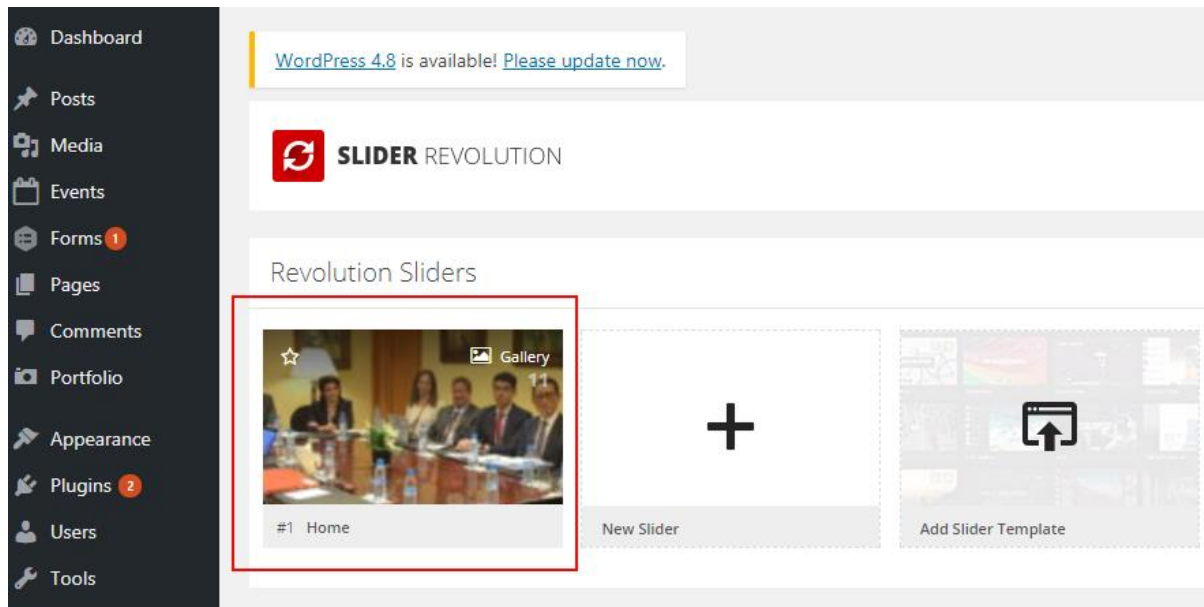 Dashboard
Posts
Media
Events
Forms 1
Pages
Comments
Portfolio
Appearance
Plugins 2
Users
Tools
WordPress 4.8 is available! Please update now.
SLIDER REVOLUTION
Revolution Sliders
Gallery
11
#1 Home
New Slider
Add Slider Template